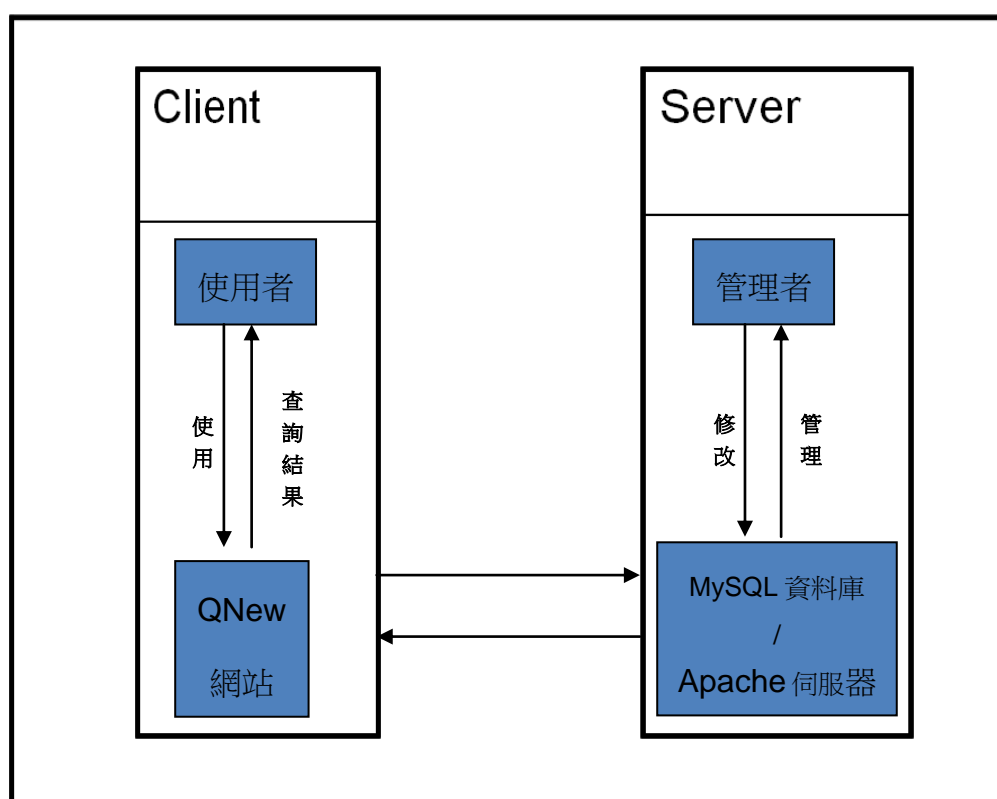 Client
使用者
使用
查詢結果
QNew
網站
Server
管理者
修改
管理
MySQL 資料庫
/
Apache 伺服器